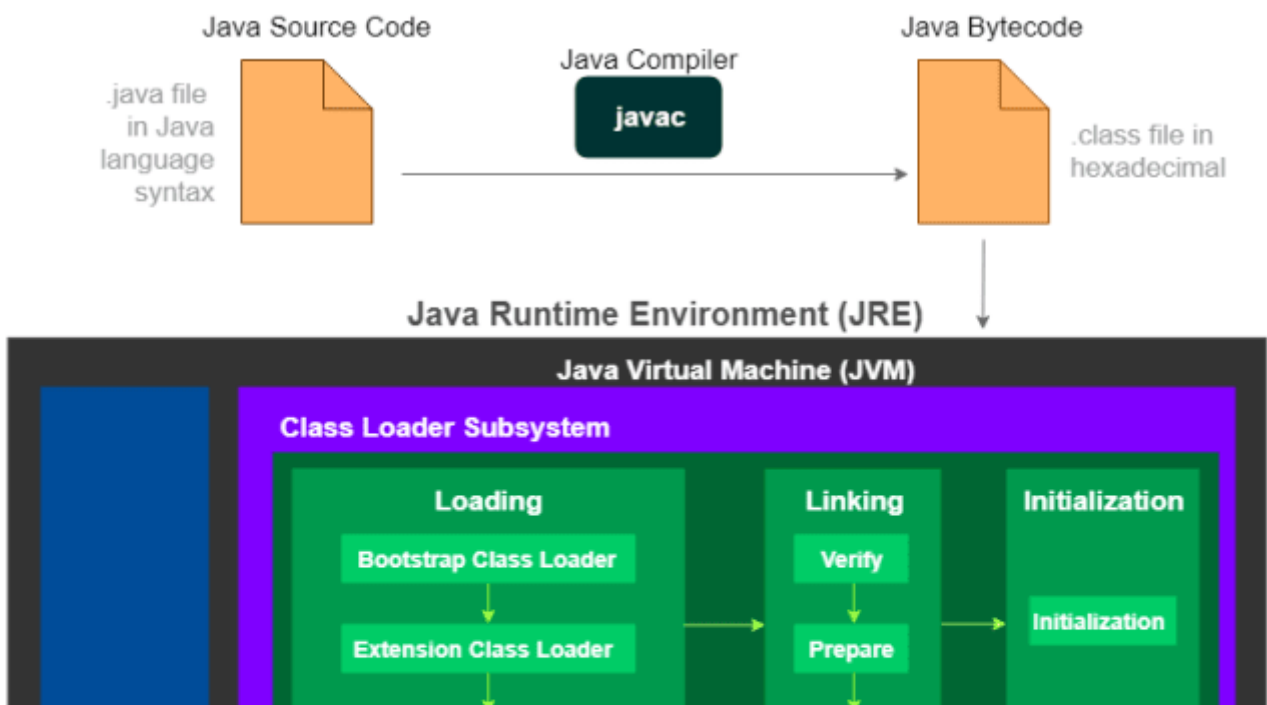 Java Source Code
Java Bytecode
Java Compiler
javac
.java file
in Java
language
syntax
.class file in
hexadecimal
Java Runtime Environment (JRE)
Java Virtual Machine (JVM)
Class Loader Subsystem
Loading
Linking
Initialization
Bootstrap Class Loader
Verify
Initialization
Extension Class Loader
Prepare